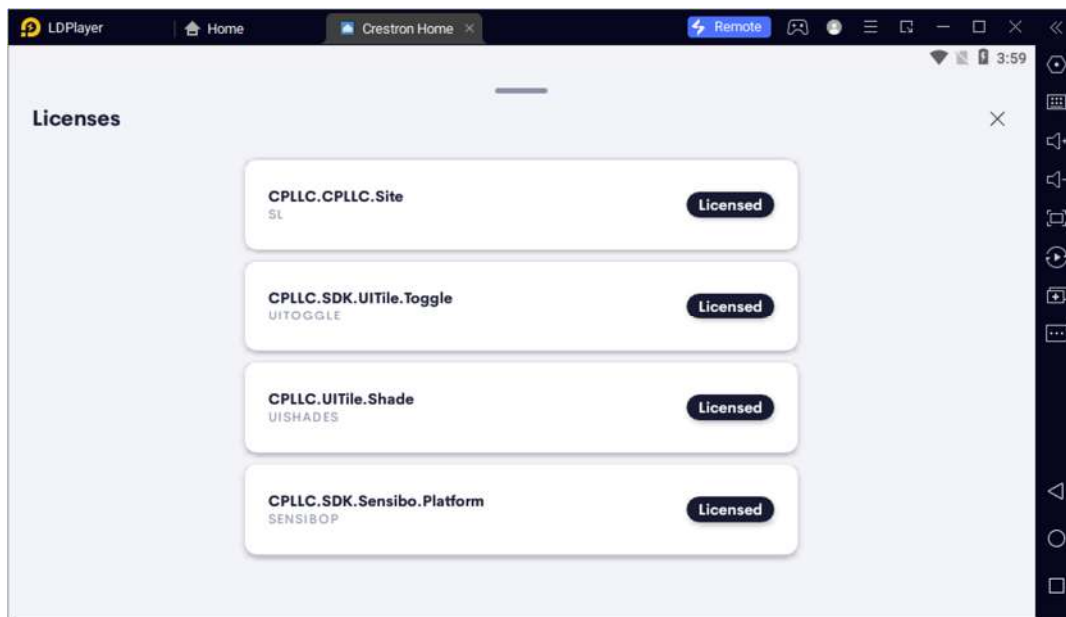 LDPlayer
Home
Crestron Home
Remote
3:59
Licenses
CPLLC.CPLLC.Site
SL
Licensed
CPLLC.SDK.UITile.Toggle
UITOGGLE
Licensed
CPLLC.UITile.Shade
UISHADES
Licensed
CPLLC.SDK.Sensibo.Platform
SENSIBOP
Licensed